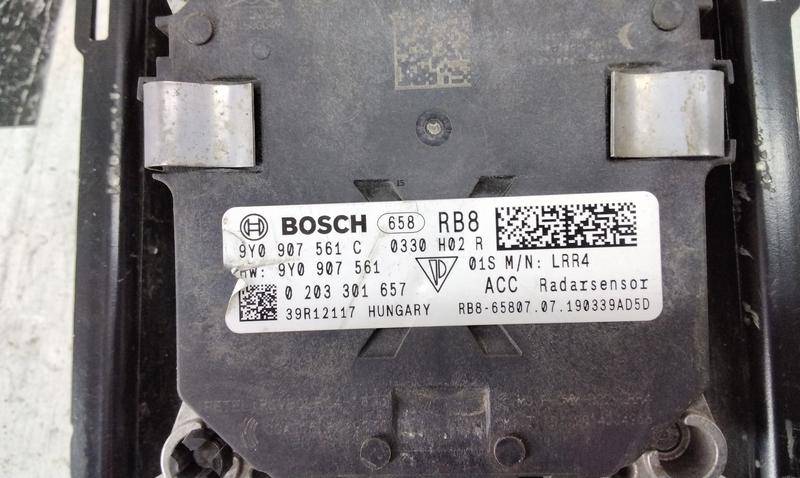 BOSCH 658 RB8
9Y0 907 561 C 0330 H02 R
HW: 9Y0 907 561 01S M/N: LRR4
0 203 301 657 ACC Radarsensor
39R12117 HUNGARY RB8-65807.07.190339AD5D
15